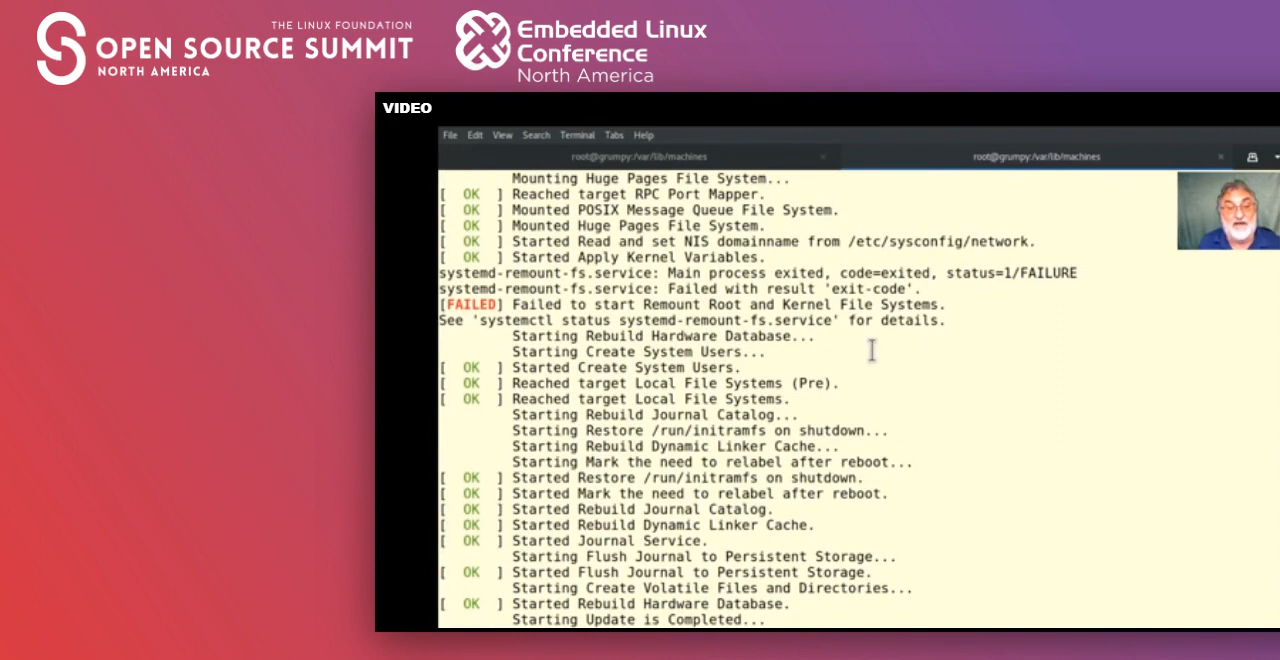 THE LINUX FOUNDATION
OPEN SOURCE SUMMIT
NORTH AMERICA
Embedded Linux
Conference
North America
VIDEO
File Edit View Search Terminal Tabs Help
root@grumpy:/var/lib/machines × root@grumpy:/var/lib/machines ×
Mounting Huge Pages File System...
[ OK ] Reached target RPC Port Mapper.
[ OK ] Mounted POSIX Message Queue File System.
[ OK ] Mounted Huge Pages File System.
[ OK ] Started Read and set NIS domainname from /etc/sysconfig/network.
[ OK ] Started Apply Kernel Variables.
systemd-remount-fs.service: Main process exited, code=exited, status=1/FAILURE
systemd-remount-fs.service: Failed with result 'exit-code'.
[FAILED] Failed to start Remount Root and Kernel File Systems.
See 'systemctl status systemd-remount-fs.service' for details.
Starting Rebuild Hardware Database...
Starting Create System Users...
[ OK ] Started Create System Users.
[ OK ] Reached target Local File Systems (Pre).
[ OK ] Reached target Local File Systems.
Starting Rebuild Journal Catalog...
Starting Restore /run/initramfs on shutdown...
Starting Rebuild Dynamic Linker Cache...
Starting Mark the need to relabel after reboot...
[ OK ] Started Restore /run/initramfs on shutdown.
[ OK ] Started Mark the need to relabel after reboot.
[ OK ] Started Rebuild Journal Catalog.
[ OK ] Started Rebuild Dynamic Linker Cache.
[ OK ] Started Journal Service.
Starting Flush Journal to Persistent Storage...
[ OK ] Started Flush Journal to Persistent Storage.
Starting Create Volatile Files and Directories...
[ OK ] Started Rebuild Hardware Database.
Starting Update is Completed...